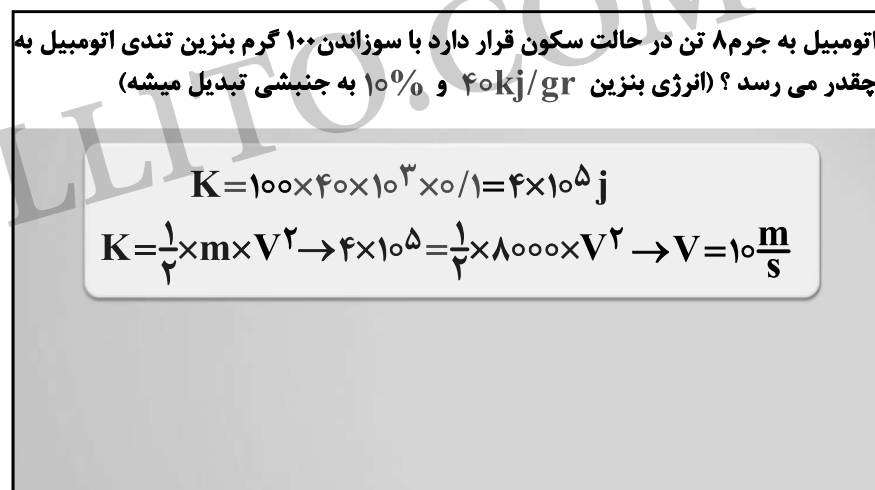 اتومبیل به جرم۸ تن در حالت سکون قرار دارد با سوزاندن۱۰۰ گرم بنزین تندی اتومبیل به
چقدر می رسد ؟ (انرژی بنزین ۴۰kj/gr و ۱۰% به جنبشی تبدیل میشه)
K=۱۰۰×۴۰×۱۰^۳×۰/۱=۴×۱۰^۵ j
K=۱/۲×m×V^۲→۴×۱۰^۵=۱/۲×۸۰۰۰×V^۲→V=۱۰ m/s
LLITO.COM